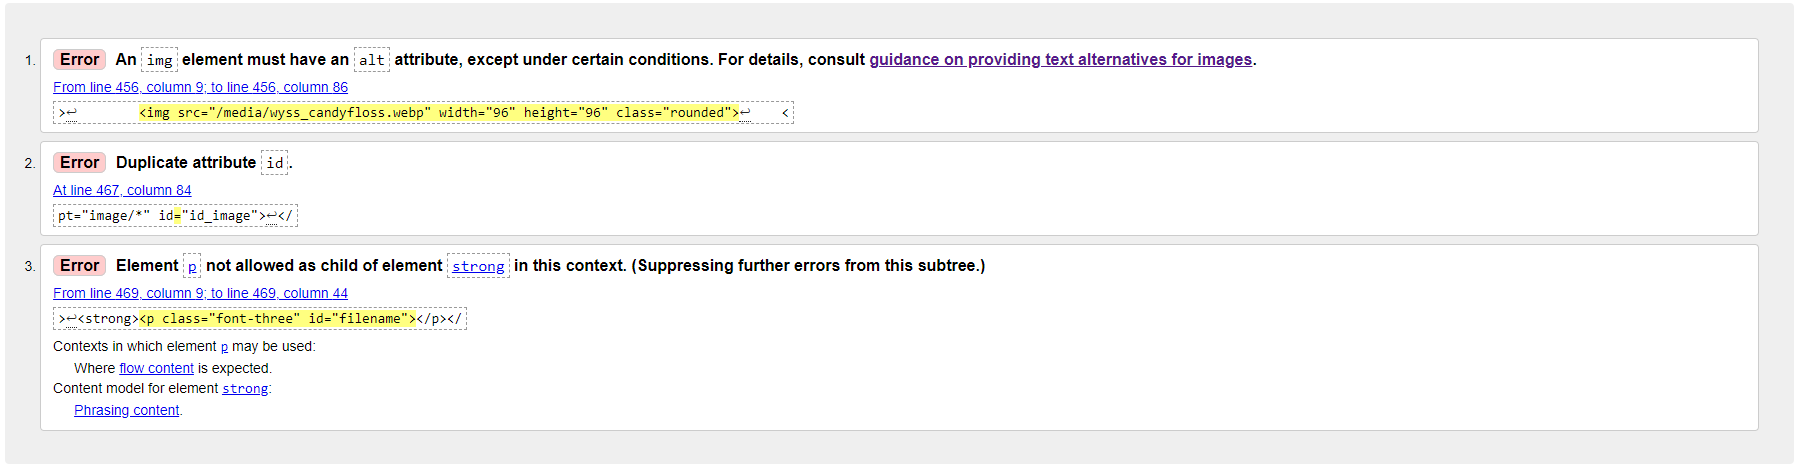 1. Error An img element must have an alt attribute, except under certain conditions. For details, consult guidance on providing text alternatives for images.
From line 456, column 9; to line 456, column 86
>↩ <img src="/media/wyss_candyfloss.webp" width="96" height="96" class="rounded">↩ <
2. Error Duplicate attribute id.
At line 467, column 84
pt="image/*" id="id_image">↩</
3. Error Element p not allowed as child of element strong in this context. (Suppressing further errors from this subtree.)
From line 469, column 9; to line 469, column 44
>↩<strong><p class="font-three" id="filename"></p></
Contexts in which element p may be used:
Where flow content is expected.
Content model for element strong:
Phrasing content.